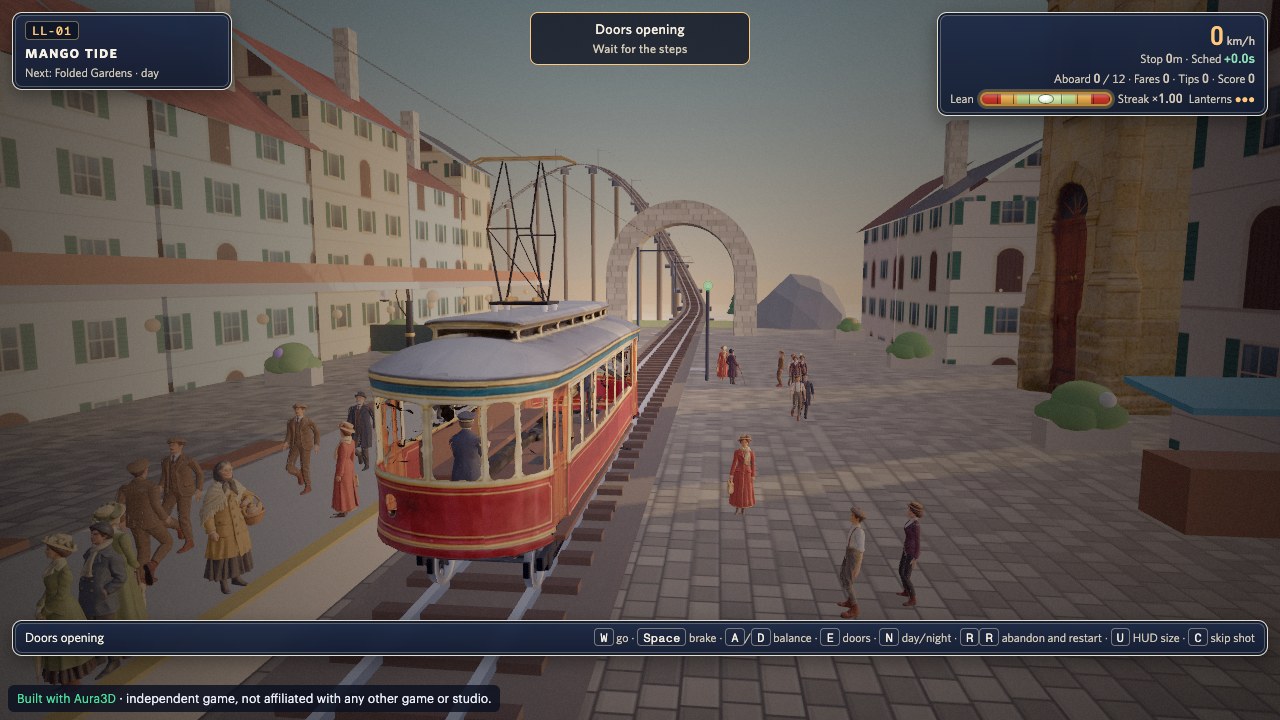 LL-01
MANGO TIDE
Next: Folded Gardens · day
Doors opening
Wait for the steps
0 km/h
Stop 0m · Sched +0.0s
Aboard 0 / 12 · Fares 0 · Tips 0 · Score 0
Lean Streak ×1.00 Lanterns
Doors opening
W go · Space brake · A / D balance · E doors · N day/night · R R abandon and restart · U HUD size · C skip shot
Built with Aura3D · independent game, not affiliated with any other game or studio.